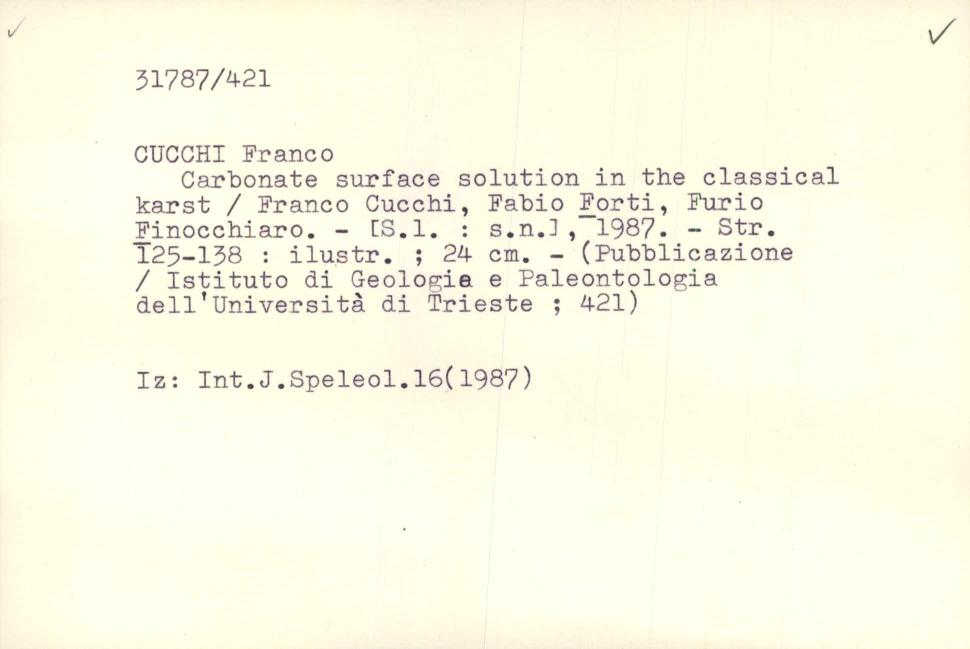 31787/421
CUCCHI Franco
Carbonate surface solution in the classical
karst / Franco Cucchi, Fabio Forti, Furio
Finocchiaro. - [S.l. : s.n.], 1987. - Str.
125-138 : ilustr. ; 24 cm. - (Pubblicazione
/ Istituto di Geologia e Paleontologia
dell'Università di Trieste ; 421)
Iz: Int.J.Speleol.16(1987)